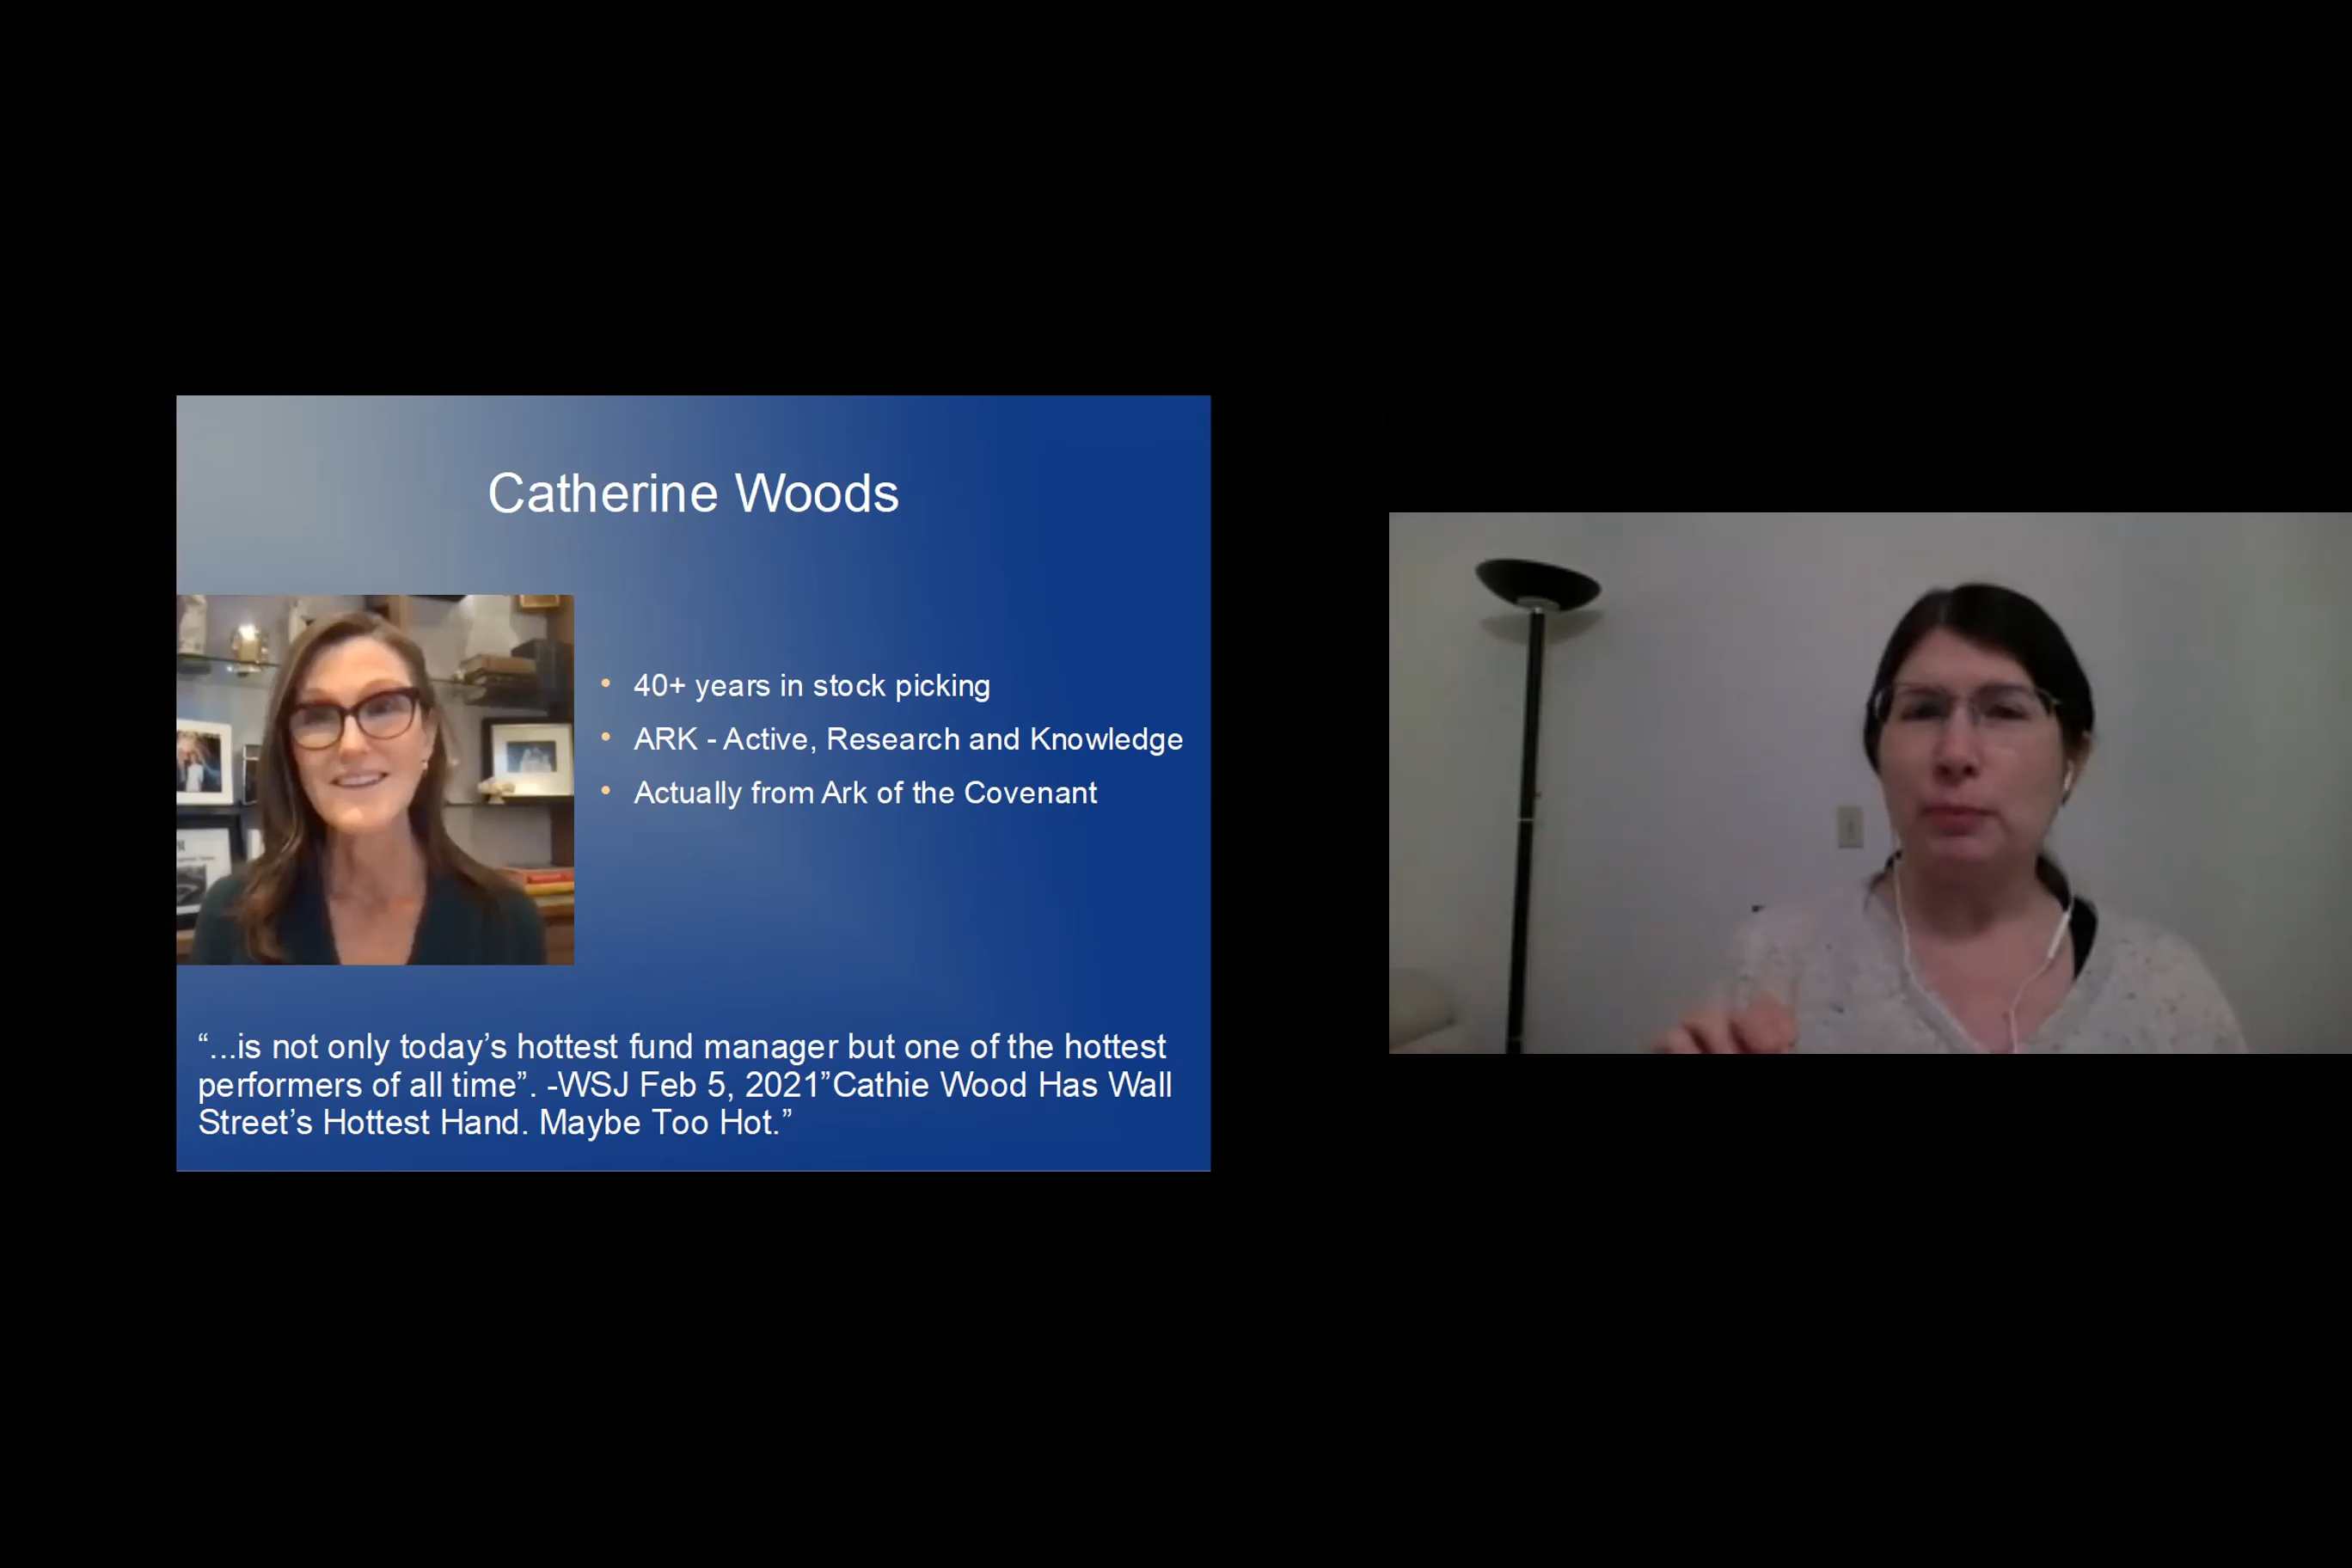 Catherine Woods
40+ years in stock picking
ARK - Active, Research and Knowledge
Actually from Ark of the Covenant
“...is not only today’s hottest fund manager but one of the hottest
performers of all time”. -WSJ Feb 5, 2021”Cathie Wood Has Wall
Street’s Hottest Hand. Maybe Too Hot.”